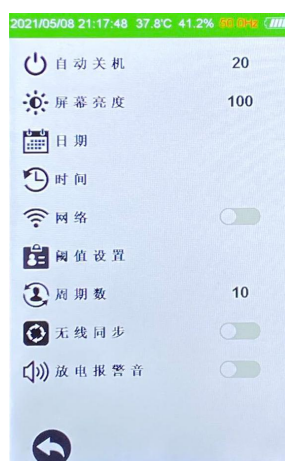 2021/05/08 21:17:48 37.8℃ 41.2% 50.0Hz
自动关机 20
屏幕亮度 100
日期
时间
网络
阈值设置
周期数 10
无线同步
放电报警音